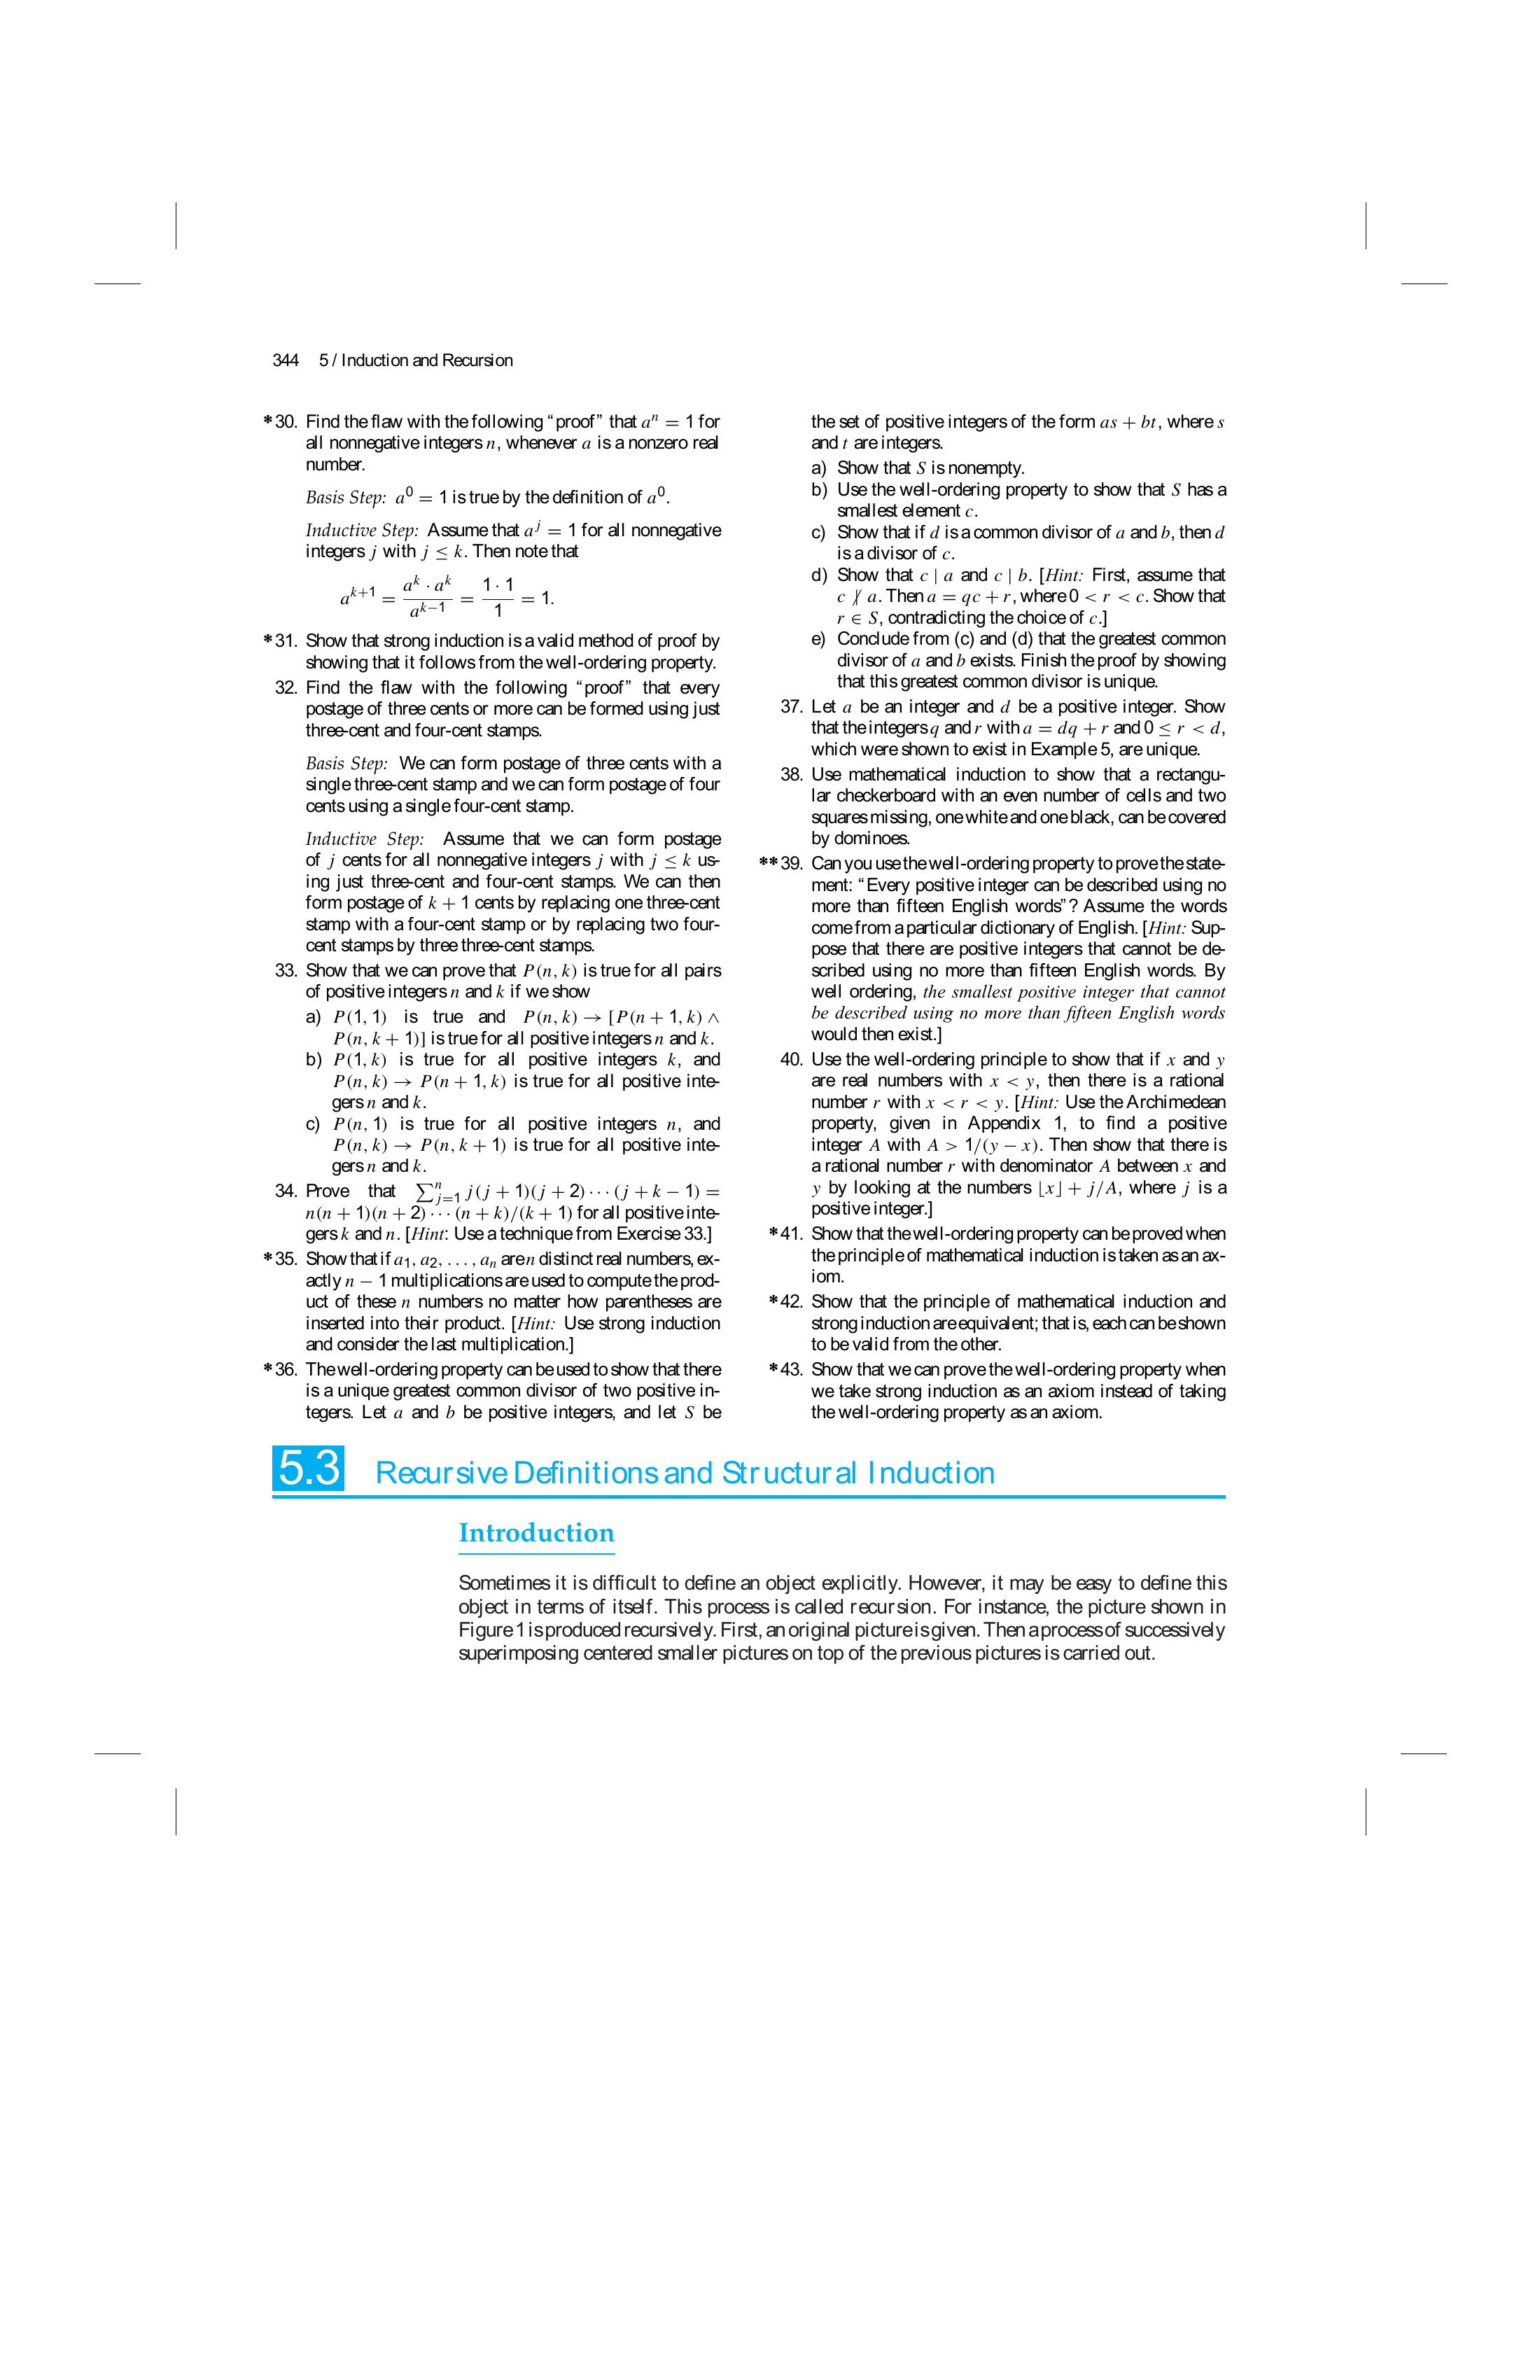 344 5 / Induction and Recursion
*30. Find the flaw with the following “proof” that aⁿ = 1 for
all nonnegative integers n, whenever a is a nonzero real
number.
Basis Step: a⁰ = 1 is true by the definition of a⁰.
Inductive Step: Assume that aʲ = 1 for all nonnegative
integers j with j ≤ k. Then note that
aᵏ⁺¹ = (aᵏ · aᵏ)/aᵏ⁻¹ = (1 · 1)/1 = 1.
*31. Show that strong induction is a valid method of proof by
showing that it follows from the well-ordering property.
32. Find the flaw with the following “proof” that every
postage of three cents or more can be formed using just
three-cent and four-cent stamps.
Basis Step: We can form postage of three cents with a
single three-cent stamp and we can form postage of four
cents using a single four-cent stamp.
Inductive Step: Assume that we can form postage
of j cents for all nonnegative integers j with j ≤ k us-
ing just three-cent and four-cent stamps. We can then
form postage of k + 1 cents by replacing one three-cent
stamp with a four-cent stamp or by replacing two four-
cent stamps by three three-cent stamps.
33. Show that we can prove that P(n, k) is true for all pairs
of positive integers n and k if we show
a) P(1, 1) is true and P(n, k) → [P(n + 1, k) ∧
P(n, k + 1)] is true for all positive integers n and k.
b) P(1, k) is true for all positive integers k, and
P(n, k) → P(n + 1, k) is true for all positive inte-
gers n and k.
c) P(n, 1) is true for all positive integers n, and
P(n, k) → P(n, k + 1) is true for all positive inte-
gers n and k.
34. Prove that ∑ⁿⱼ₌₁ j(j + 1)(j + 2) · · · (j + k − 1) =
n(n + 1)(n + 2) · · · (n + k)/(k + 1) for all positive inte-
gers k and n. [Hint: Use a technique from Exercise 33.]
*35. Show that if a₁, a₂, . . . , aₙ are n distinct real numbers, ex-
actly n − 1 multiplications are used to compute the prod-
uct of these n numbers no matter how parentheses are
inserted into their product. [Hint: Use strong induction
and consider the last multiplication.]
*36. The well-ordering property can be used to show that there
is a unique greatest common divisor of two positive in-
tegers. Let a and b be positive integers, and let S be
the set of positive integers of the form as + bt, where s
and t are integers.
a) Show that S is nonempty.
b) Use the well-ordering property to show that S has a
smallest element c.
c) Show that if d is a common divisor of a and b, then d
is a divisor of c.
d) Show that c | a and c | b. [Hint: First, assume that
c ∤ a. Then a = qc + r, where 0 < r < c. Show that
r ∈ S, contradicting the choice of c.]
e) Conclude from (c) and (d) that the greatest common
divisor of a and b exists. Finish the proof by showing
that this greatest common divisor is unique.
37. Let a be an integer and d be a positive integer. Show
that the integers q and r with a = dq + r and 0 ≤ r < d,
which were shown to exist in Example 5, are unique.
38. Use mathematical induction to show that a rectangu-
lar checkerboard with an even number of cells and two
squares missing, one white and one black, can be covered
by dominoes.
**39. Can you use the well-ordering property to prove the state-
ment: “Every positive integer can be described using no
more than fifteen English words”? Assume the words
come from a particular dictionary of English. [Hint: Sup-
pose that there are positive integers that cannot be de-
scribed using no more than fifteen English words. By
well ordering, the smallest positive integer that cannot
be described using no more than fifteen English words
would then exist.]
40. Use the well-ordering principle to show that if x and y
are real numbers with x < y, then there is a rational
number r with x < r < y. [Hint: Use the Archimedean
property, given in Appendix 1, to find a positive
integer A with A > 1/(y − x). Then show that there is
a rational number r with denominator A between x and
y by looking at the numbers ⌊x⌋ + j/A, where j is a
positive integer.]
*41. Show that the well-ordering property can be proved when
the principle of mathematical induction is taken as an ax-
iom.
*42. Show that the principle of mathematical induction and
strong induction are equivalent; that is, each can be shown
to be valid from the other.
*43. Show that we can prove the well-ordering property when
we take strong induction as an axiom instead of taking
the well-ordering property as an axiom.
5.3 Recursive Definitions and Structural Induction
Introduction
Sometimes it is difficult to define an object explicitly. However, it may be easy to define this
object in terms of itself. This process is called recursion. For instance, the picture shown in
Figure 1 is produced recursively. First, an original picture is given. Then a process of successively
superimposing centered smaller pictures on top of the previous pictures is carried out.